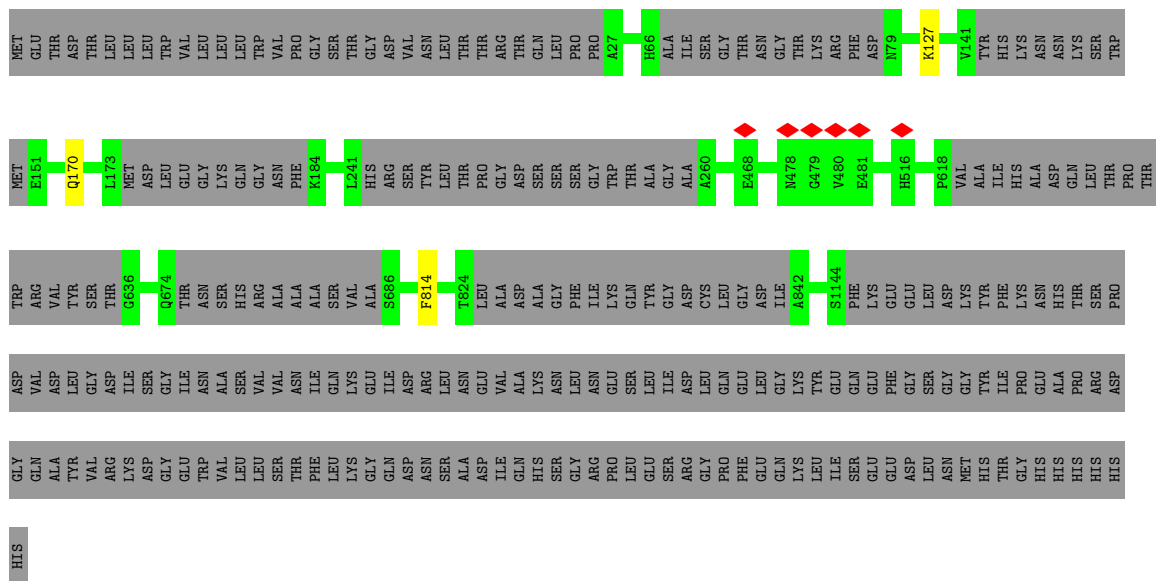 MET GLU THR ASP THR LEU LEU LEU TRP VAL LEU LEU LEU TRP VAL PRO GLY SER THR GLY ASP VAL ASN LEU THR THR ARG THR GLN LEU PRO PRO A27 H66 ALA ILE SER GLY THR ASN GLY THR LYS ARG PHE ASP N79 K127 V141 TYR HIS LYS ASN ASN LYS SER TRP
MET E151 Q170 L173 MET ASP LEU GLU GLY LYS GLN GLY ASN PHE K184 L241 HIS ARG SER TYR LEU THR PRO GLY ASP SER SER SER GLY TRP THR ALA GLY ALA A260 E468 N478 G479 V480 E481 H516 P618 VAL ALA ILE HIS ALA ASP GLN LEU THR PRO THR
TRP ARG VAL TYR SER THR G636 Q674 THR ASN SER HIS ARG ALA ALA ALA SER VAL ALA S686 F814 T824 LEU ALA ASP ALA GLY PHE ILE LYS GLN TYR GLY ASP CYS LEU GLY ASP ILE A842 S1144 PHE LYS GLU GLU LEU ASP LYS TYR PHE LYS ASN HIS THR SER PRO
ASP VAL ASP LEU GLY ASP ILE SER GLY ILE ASN ALA SER VAL VAL ASN ILE GLN LYS GLU ILE ASP ARG LEU ASN GLU VAL ALA LYS ASN LEU ASN GLU SER LEU ILE ASP LEU GLN GLU LEU GLY LYS TYR GLU GLN GLU PHE GLY SER GLY GLY TYR ILE PRO GLU ALA PRO ARG ASP
GLY GLN ALA TYR VAL ARG LYS ASP GLY GLU TRP VAL LEU LEU SER THR PHE LEU LYS GLY GLN ASP ASN SER ALA ASP ILE GLN HIS SER GLY ARG PRO LEU GLU SER ARG GLY PRO PHE GLU GLN LYS LEU ILE SER GLU GLU ASP LEU ASN MET HIS THR GLY HIS HIS HIS HIS HIS
HIS